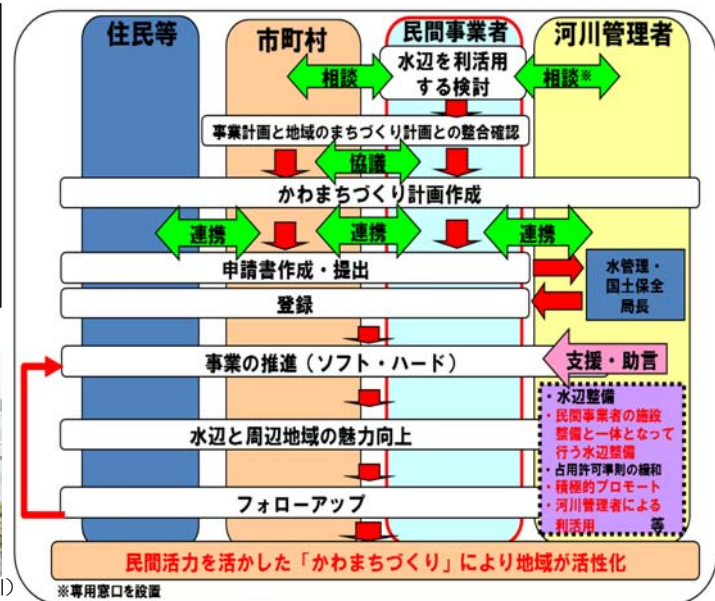 住民等
市町村
民間事業者
河川管理者
相談
水辺を利活用
する検討
相談※
事業計画と地域のまちづくり計画との整合確認
協議
かわまちづくり計画作成
連携
連携
連携
申請書作成・提出
水管理・
国土保全
局長
登録
事業の推進（ソフト・ハード）
支援・助言
・水辺整備
・民間事業者の施設
整備と一体となって
行う水辺整備
・占用許可準則の緩和
・積極的プロモート
・河川管理者による
利活用 等
水辺と周辺地域の魅力向上
フォローアップ
民間活力を活かした「かわまちづくり」により地域が活性化
※専用窓口を設置